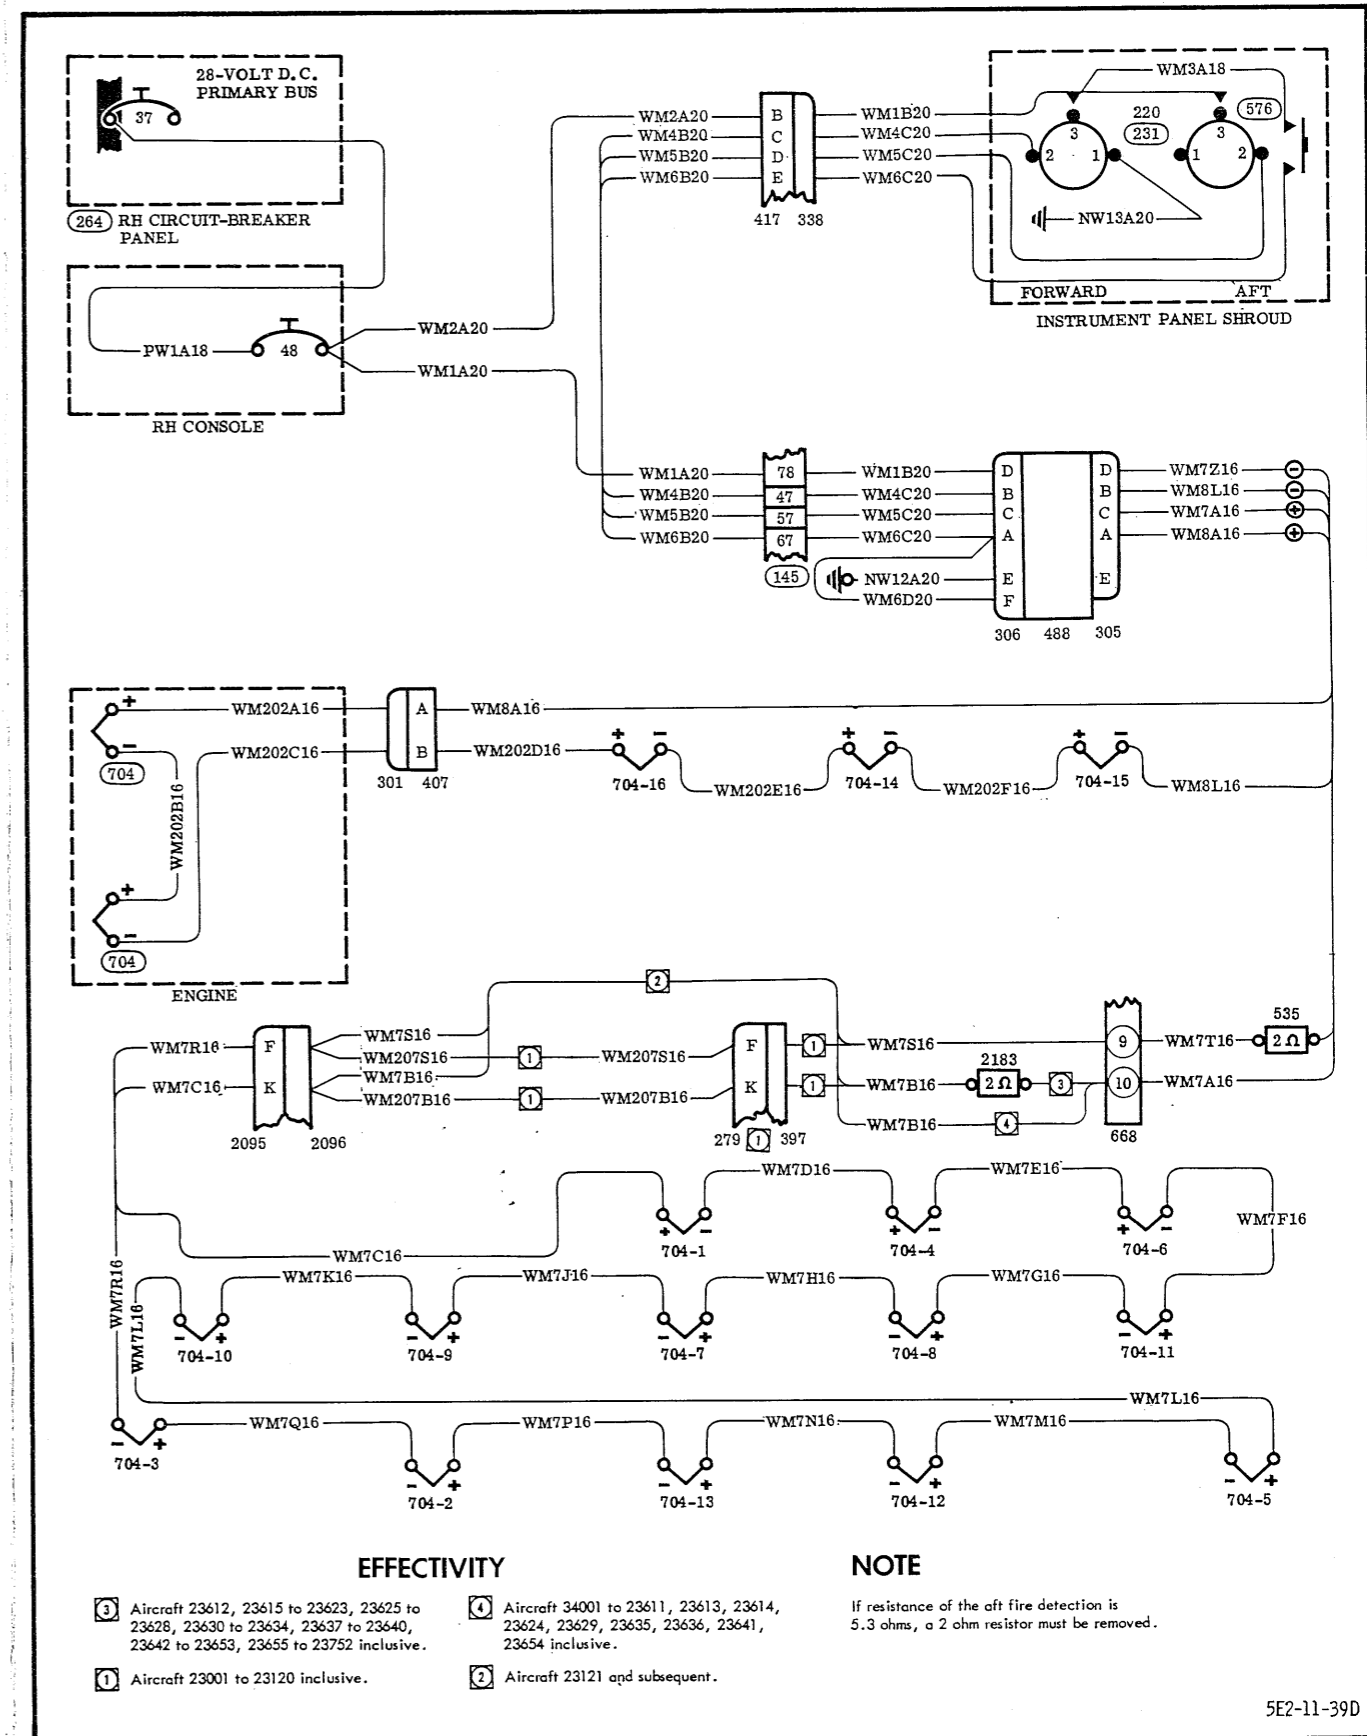 28-VOLT D.C.
PRIMARY BUS
37
264 RH CIRCUIT-BREAKER
PANEL
PW1A18
48
RH CONSOLE
WM2A20
WM1A20
WM2A20 B WM1B20
WM4B20 C WM4C20
WM5B20 D WM5C20
WM6B20 E WM6C20
417 338
WM3A18
3 220 3 576
231
2 1 1 2
NW13A20
FORWARD AFT
INSTRUMENT PANEL SHROUD
WM1A20 78 WM1B20 D D WM7Z16 -
WM4B20 47 WM4C20 B B WM8L16 -
WM5B20 57 WM5C20 C C WM7A16 +
WM6B20 67 WM6C20 A A WM8A16 +
145 NW12A20 E E
WM6D20 F
306 488 305
+ WM202A16 A WM8A16
- WM202C16 B WM202D16 + - + - + -
704 301 407 704-16 704-14 704-15
WM202E16 WM202F16 WM8L16
WM202B16
+
-
704
ENGINE
2
WM7R16 F WM7S16
WM207S16 1 WM207S16 F 1 WM7S16 9 WM7T16 2 Ω 535
WM7C16 K WM7B16
WM207B16 1 WM207B16 K 1 WM7B16 2183 2 Ω 3 10 WM7A16
WM7B16 4
2095 2096 279 1 397 668
WM7D16 WM7E16
+ - + - + - WM7F16
704-1 704-4 704-6
WM7C16
WM7R16
WM7L16
WM7K16 WM7J16 WM7H16 WM7G16
- + - + - + - + - +
704-10 704-9 704-7 704-8 704-11
WM7L16
WM7Q16 WM7P16 WM7N16 WM7M16
- + - + - + - + - +
704-3 704-2 704-13 704-12 704-5
EFFECTIVITY
3 Aircraft 23612, 23615 to 23623, 23625 to
23628, 23630 to 23634, 23637 to 23640,
23642 to 23653, 23655 to 23752 inclusive.
1 Aircraft 23001 to 23120 inclusive.
4 Aircraft 34001 to 23611, 23613, 23614,
23624, 23629, 23635, 23636, 23641,
23654 inclusive.
2 Aircraft 23121 and subsequent.
NOTE
If resistance of the aft fire detection is
5.3 ohms, a 2 ohm resistor must be removed.
5E2-11-39D